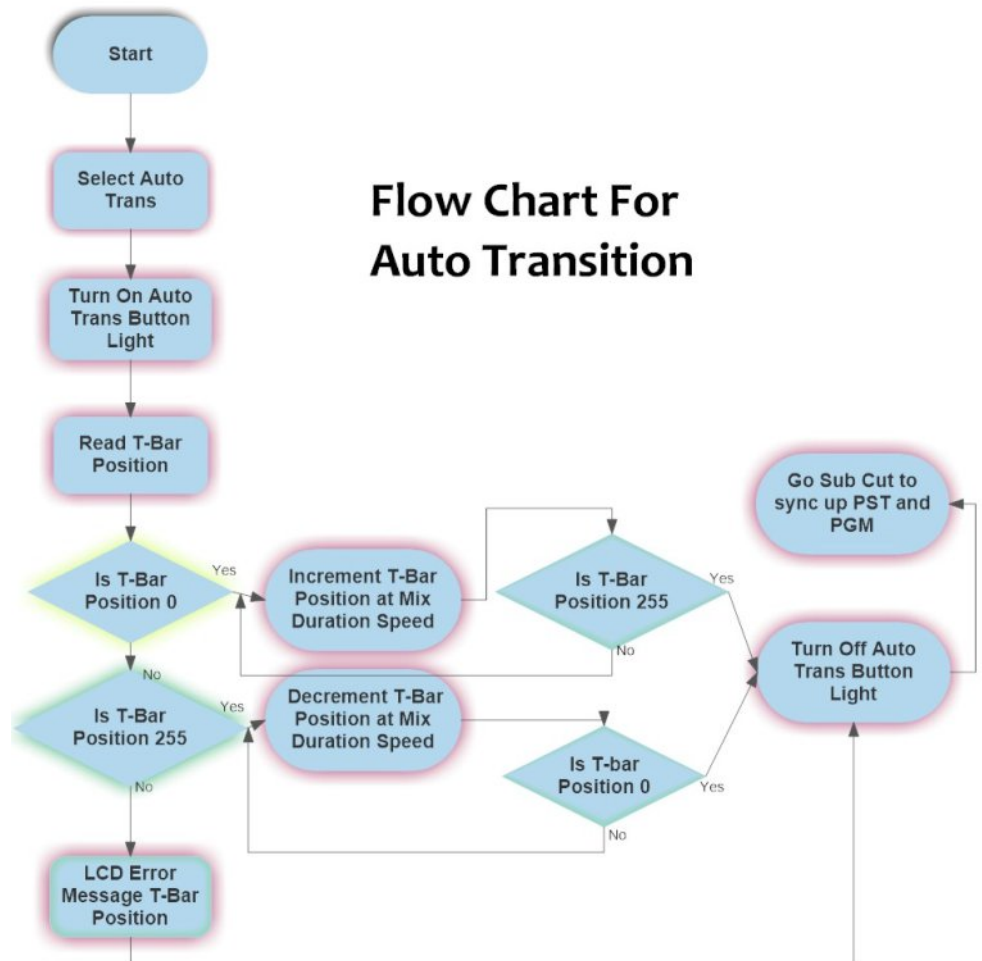 Start
Flow Chart For
Auto Transition
Select Auto
Trans
Turn On Auto
Trans Button
Light
Read T-Bar
Position
Is T-Bar
Position 0
Yes
No
Increment T-Bar
Position at Mix
Duration Speed
Is T-Bar
Position 255
Yes
No
Go Sub Cut to
sync up PST and
PGM
Turn Off Auto
Trans Button
Light
Is T-Bar
Position 255
Yes
No
Decrement T-Bar
Position at Mix
Duration Speed
Is T-bar
Position 0
Yes
No
LCD Error
Message T-Bar
Position